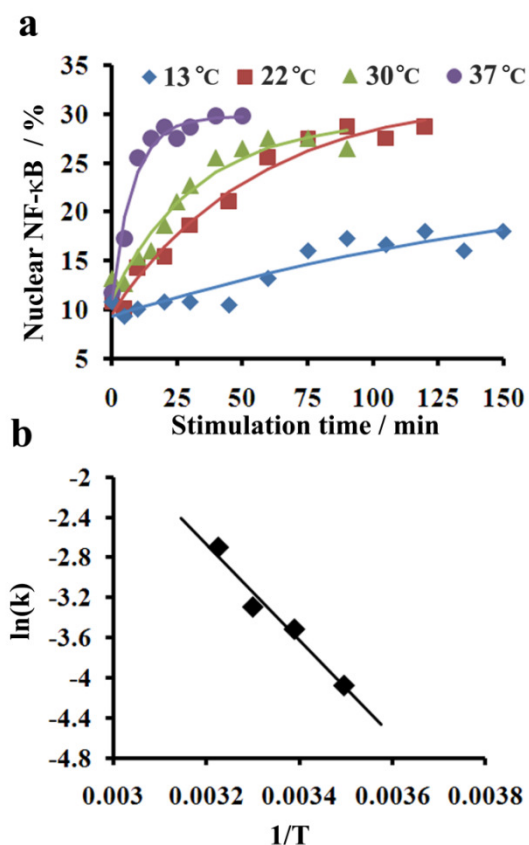 a
13°C 22°C 30°C 37°C
35
30
25
20
15
10
5
Nuclear NF-κB / %
0 25 50 75 100 125 150
Stimulation time / min
b
-2
-2.4
-2.8
-3.2
-3.6
-4
-4.4
-4.8
ln(k)
0.003 0.0032 0.0034 0.0036 0.0038
1/T